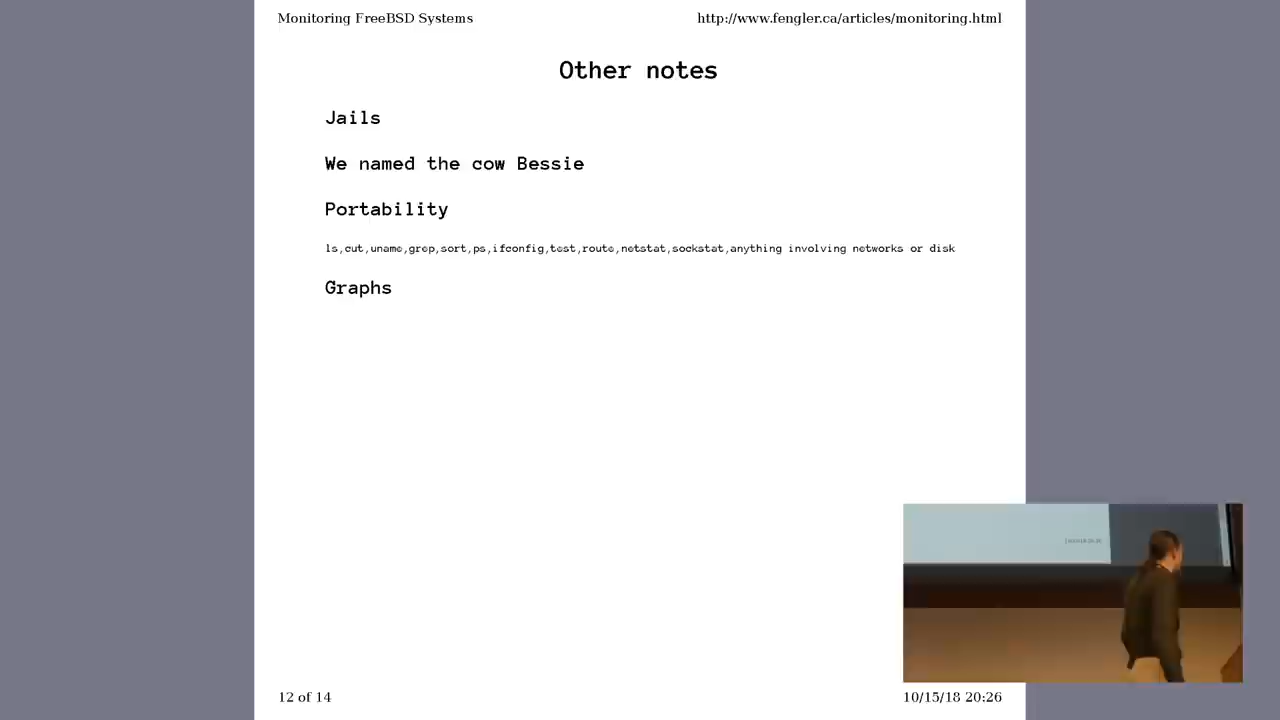 Monitoring FreeBSD Systems
http://www.fengler.ca/articles/monitoring.html
Other notes
Jails
We named the cow Bessie
Portability
ls,cut,uname,grep,sort,ps,ifconfig,test,route,netstat,sockstat,anything involving networks or disk
Graphs
12 of 14
10/15/18 20:26